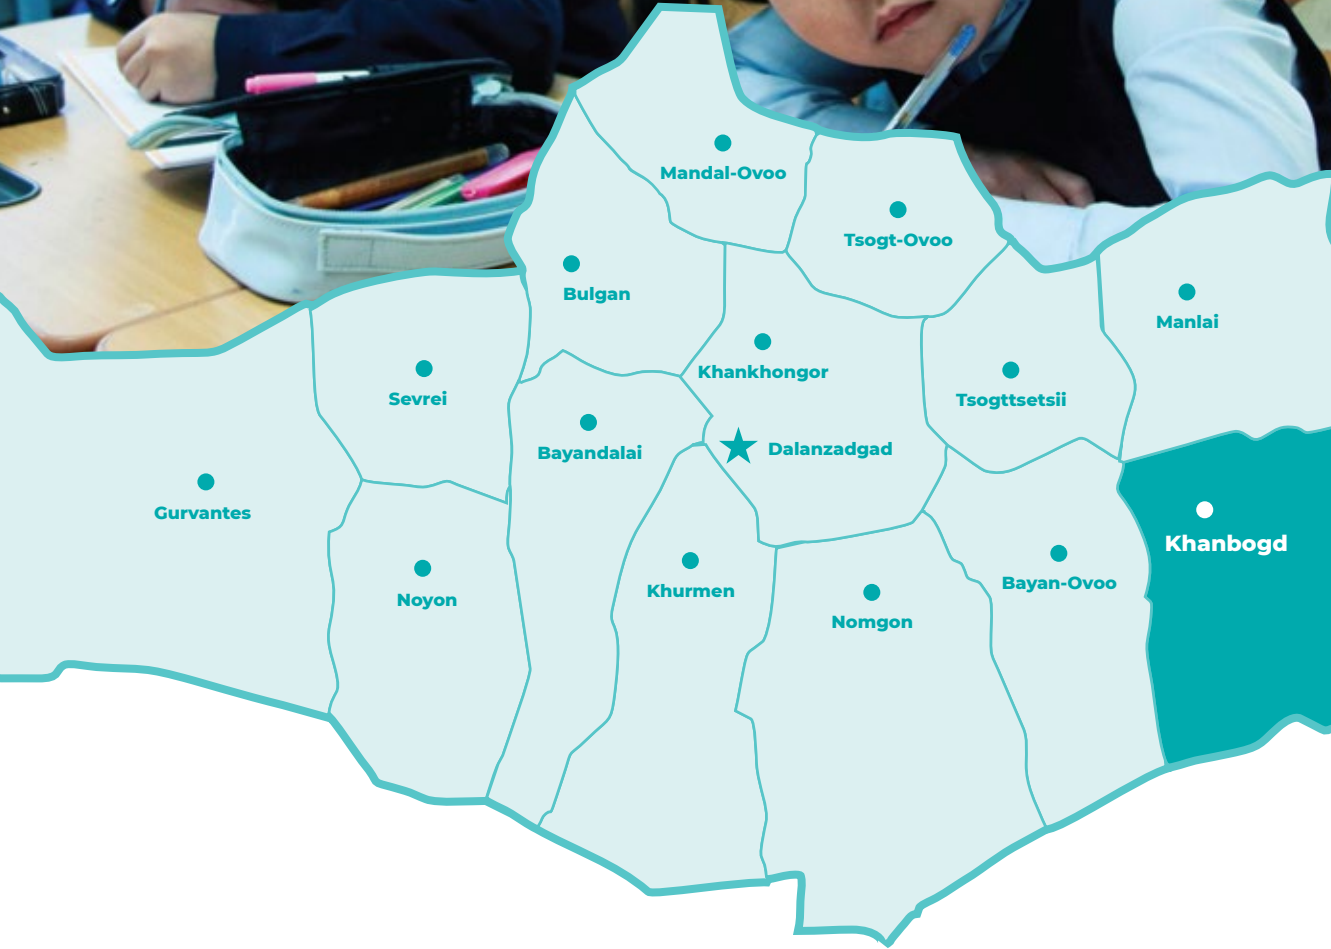 Mandal-Ovoo
Tsogt-Ovoo
Bulgan
Manlai
Khankhongor
Sevrei
Tsogttsetsii
Bayandalai
Dalanzadgad
Gurvantes
Khanbogd
Khurmen
Bayan-Ovoo
Noyon
Nomgon